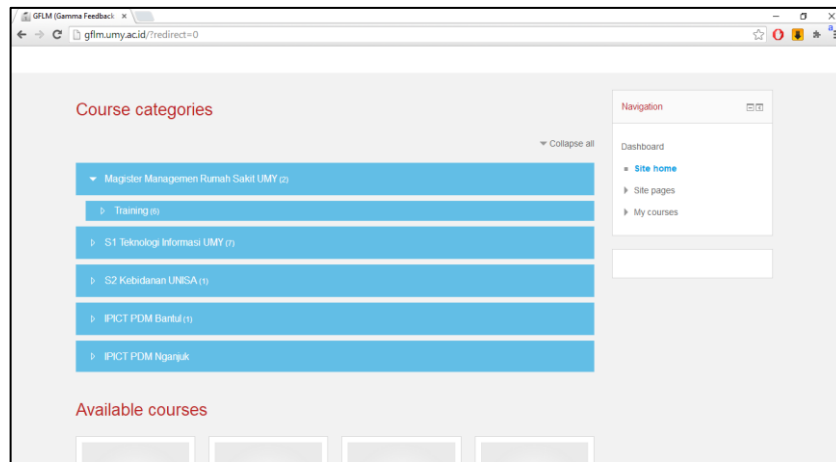 GFLM (Gamma Feedback
gflm.umy.ac.id/?redirect=0
Course categories
Collapse all
Magister Managemen Rumah Sakit UMY (2)
Training (6)
S1 Teknologi Informasi UMY (7)
S2 Kebidanan UNISA (1)
IPICT PDM Bantul (1)
IPICT PDM Nganjuk
Available courses
Navigation
Dashboard
Site home
Site pages
My courses